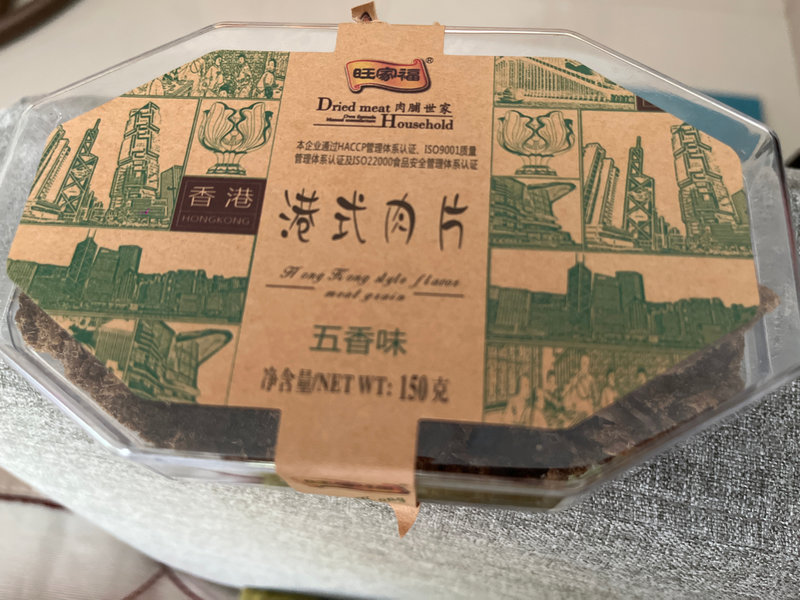 旺家福®
Dried meat 肉脯世家
Household
本企业通过HACCP管理体系认证、ISO9001质量
管理体系认证及ISO22000食品安全管理体系认证
香港
HONGKONG
港式肉片
Hong Kong style flavor
meat grain
五香味
净含量/NET WT: 150克